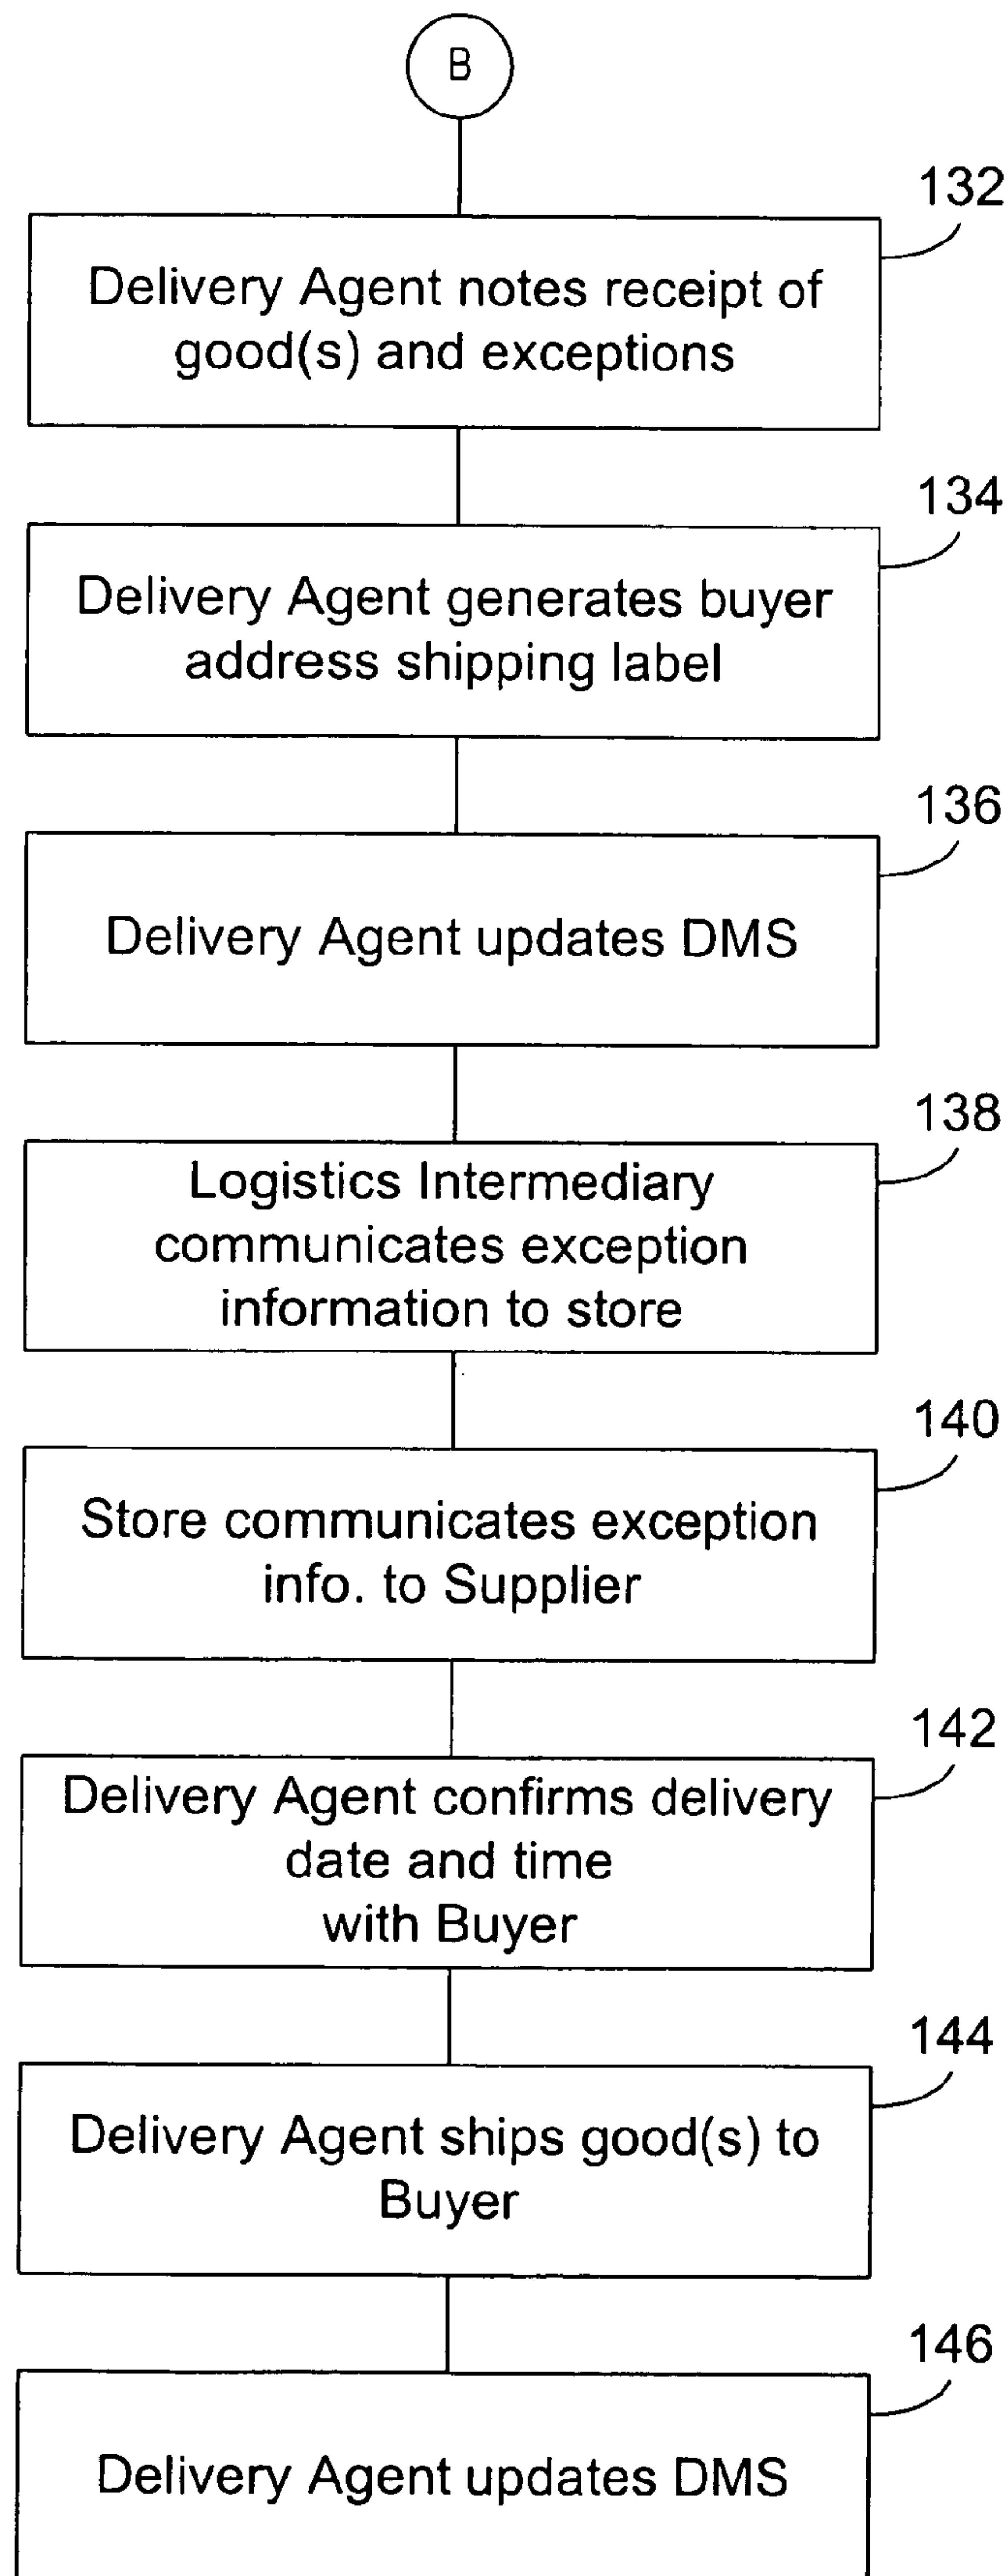 B
132
Delivery Agent notes receipt of
good(s) and exceptions
134
Delivery Agent generates buyer
address shipping label
136
Delivery Agent updates DMS
138
Logistics Intermediary
communicates exception
information to store
140
Store communicates exception
info. to Supplier
142
Delivery Agent confirms delivery
date and time
with Buyer
144
Delivery Agent ships good(s) to
Buyer
146
Delivery Agent updates DMS